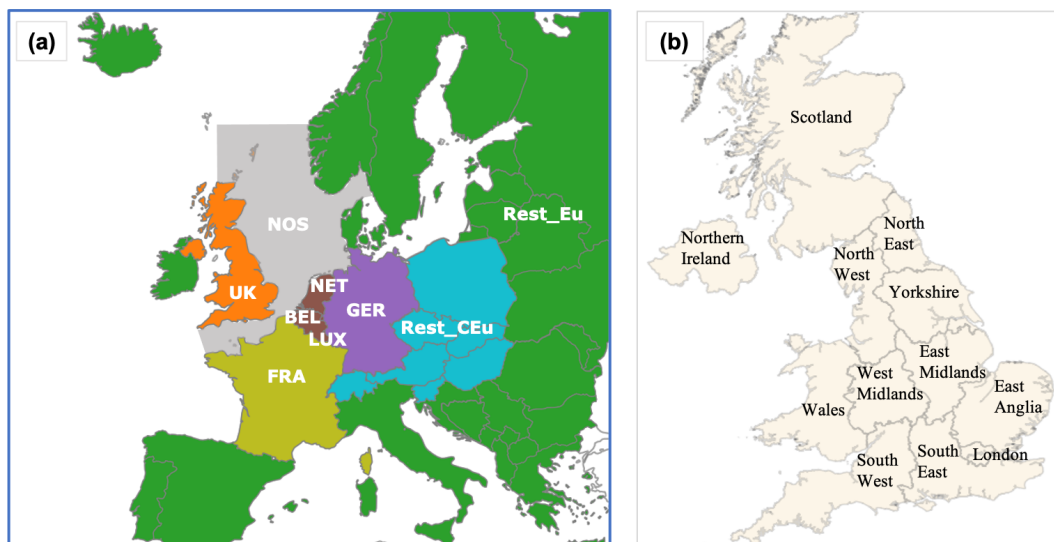 (a)
NOS
Rest_Eu
UK
NET
BEL
GER
LUX
Rest_CEu
FRA
(b)
Scotland
Northern
Ireland
North
East
North
West
Yorkshire
East
Midlands
West
Midlands
East
Anglia
Wales
South
West
South
East
London